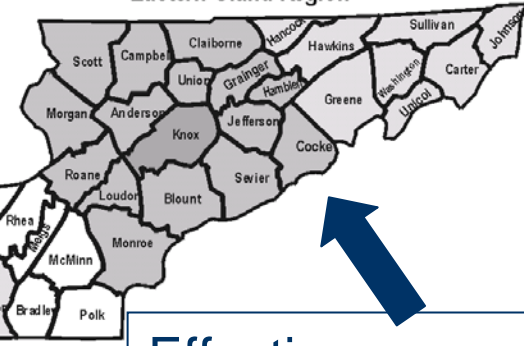 Sullivan
Johnson
Hancock
Claiborne
Hawkins
Scott
Campbel
Union
Grainger
Washington
Carter
Hamblen
Greene
Unicoi
Morgan
Anderson
Jefferson
Knox
Cocke
Roane
Sevier
Loudon
Blount
Rhea
Meigs
Monroe
McMinn
Bradley
Polk